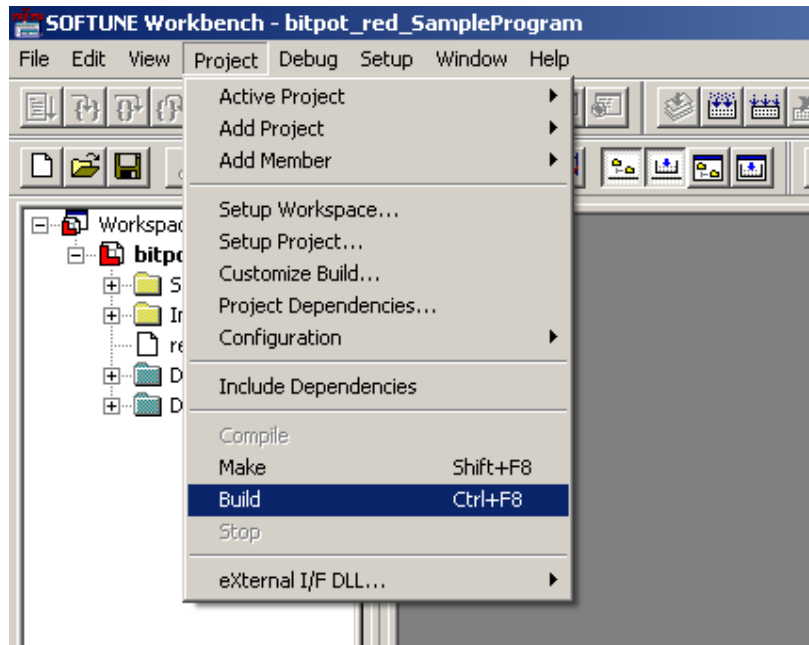 SOFTUNE Workbench - bitpot_red_SampleProgram
File Edit View Project Debug Setup Window Help
Active Project
Add Project
Add Member
Setup Workspace...
Setup Project...
Customize Build...
Project Dependencies...
Configuration
Include Dependencies
Compile
Make Shift+F8
Build Ctrl+F8
Stop
eXternal I/F DLL...
Workspac
bitpo
S
In
re
D
D